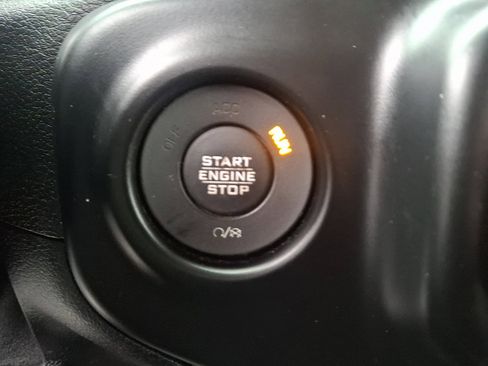 ACC
OFF
RUN
START
ENGINE
STOP